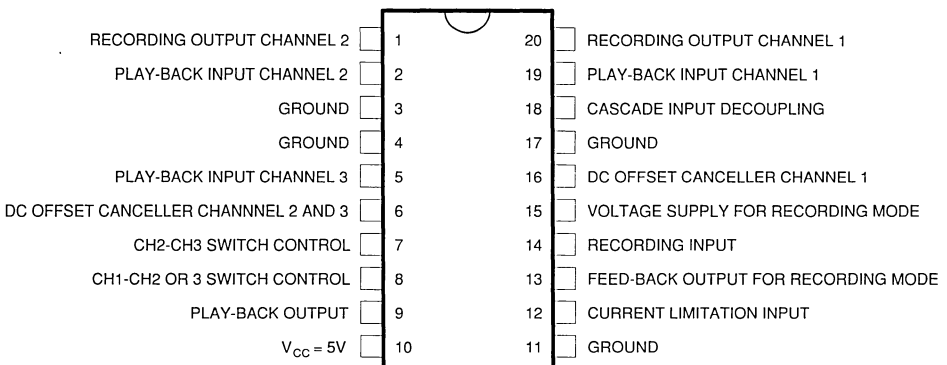 RECORDING OUTPUT CHANNEL 2 1 20 RECORDING OUTPUT CHANNEL 1
PLAY-BACK INPUT CHANNEL 2 2 19 PLAY-BACK INPUT CHANNEL 1
GROUND 3 18 CASCADE INPUT DECOUPLING
GROUND 4 17 GROUND
PLAY-BACK INPUT CHANNEL 3 5 16 DC OFFSET CANCELLER CHANNEL 1
DC OFFSET CANCELLER CHANNNEL 2 AND 3 6 15 VOLTAGE SUPPLY FOR RECORDING MODE
CH2-CH3 SWITCH CONTROL 7 14 RECORDING INPUT
CH1-CH2 OR 3 SWITCH CONTROL 8 13 FEED-BACK OUTPUT FOR RECORDING MODE
PLAY-BACK OUTPUT 9 12 CURRENT LIMITATION INPUT
VCC = 5V 10 11 GROUND